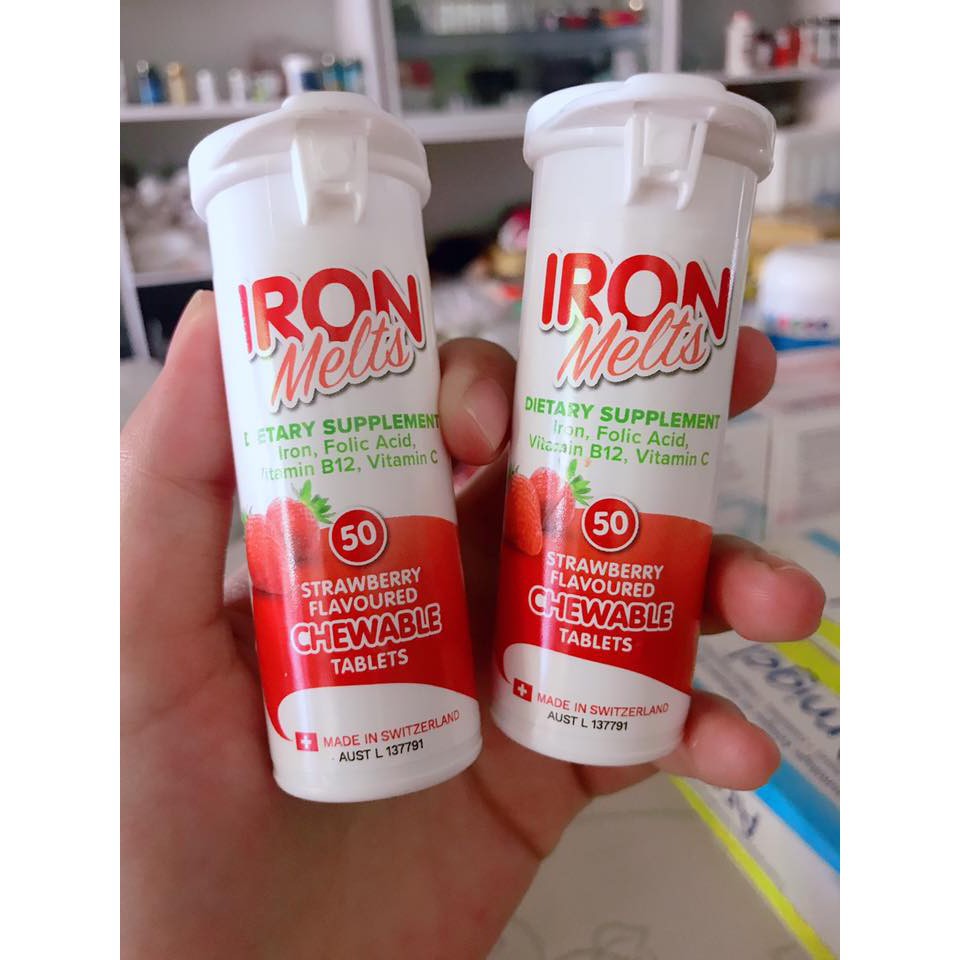 IRON
Melts
DIETARY SUPPLEMENT
Iron, Folic Acid,
Vitamin B12, Vitamin C
50
STRAWBERRY
FLAVOURED
CHEWABLE
TABLETS
MADE IN SWITZERLAND
AUST L 137791
IRON
Melts
DIETARY SUPPLEMENT
Iron, Folic Acid,
Vitamin B12, Vitamin C
50
STRAWBERRY
FLAVOURED
CHEWABLE
TABLETS
MADE IN SWITZERLAND
AUST L 137791